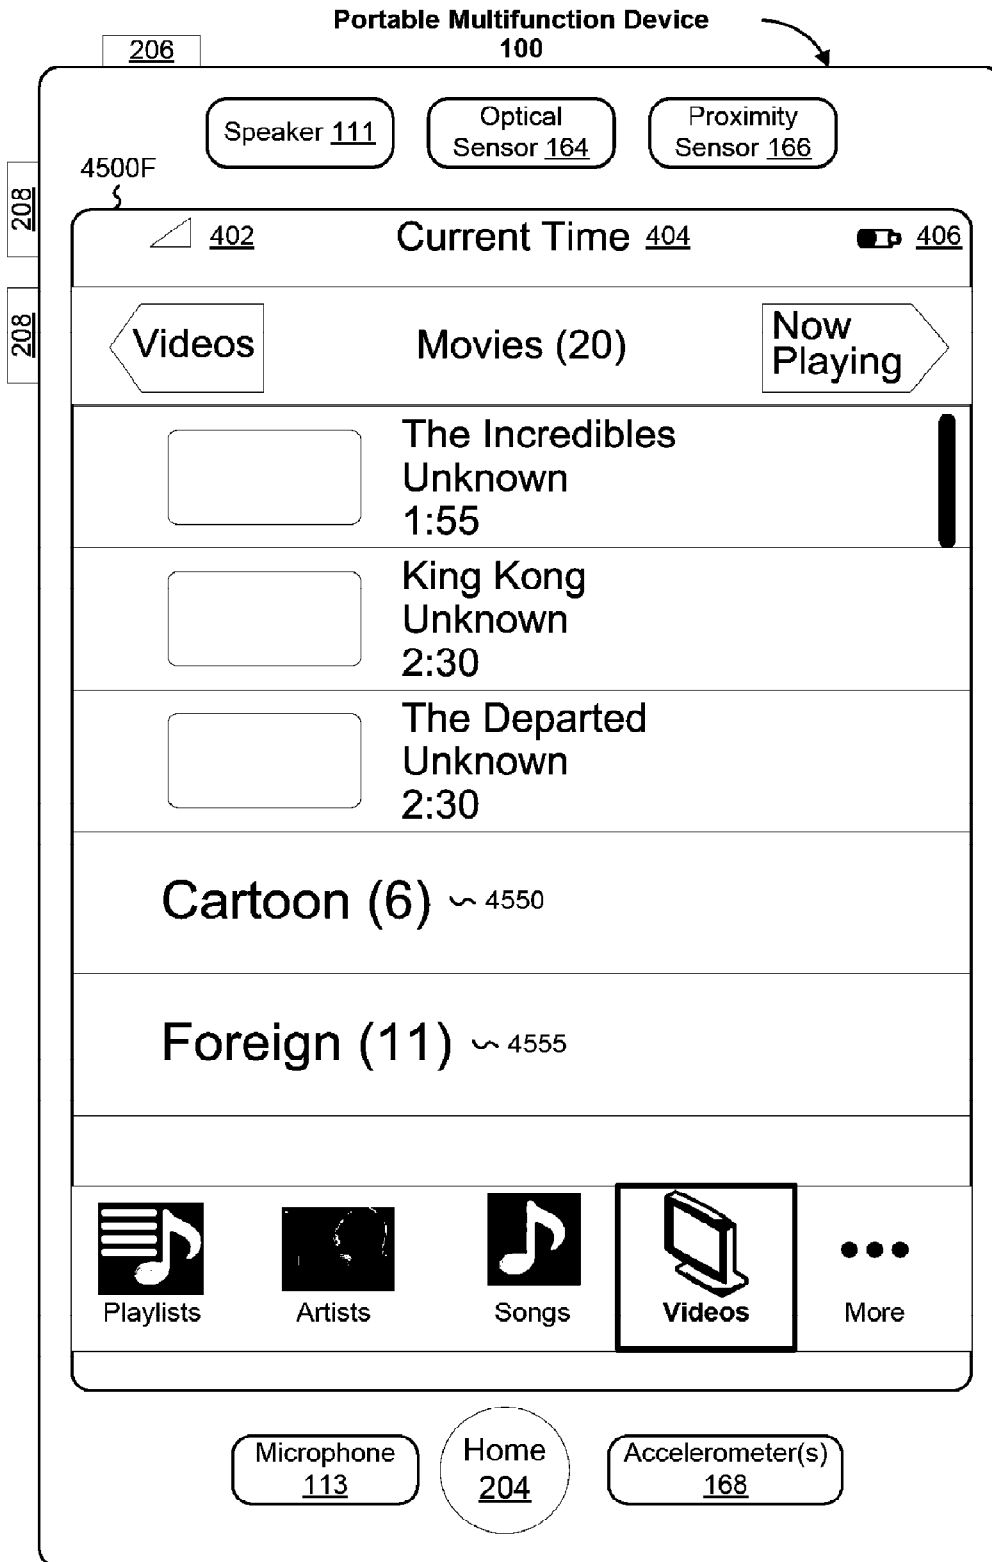 Portable Multifunction Device
100
206
Speaker 111
Optical
Sensor 164
Proximity
Sensor 166
4500F
208
208
402
Current Time 404
406
Videos
Movies (20)
Now
Playing
The Incredibles
Unknown
1:55
King Kong
Unknown
2:30
The Departed
Unknown
2:30
Cartoon (6)
4550
Foreign (11)
4555
Playlists
Artists
Songs
Videos
More
Microphone
113
Home
204
Accelerometer(s)
168